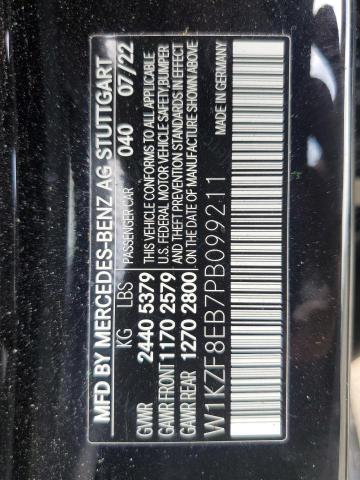 MFD BY MERCEDES-BENZ AG STUTTGART
KG LBS PASSENGER CAR 040 07/22
GVWR 2440 5379 THIS VEHICLE CONFORMS TO ALL APPLICABLE
GAWR FRONT 1170 2579 U.S. FEDERAL MOTOR VEHICLE SAFETY, BUMPER
GAWR REAR 1270 2800 AND THEFT PREVENTION STANDARDS IN EFFECT
ON THE DATE OF MANUFACTURE SHOWN ABOVE
MADE IN GERMANY
W1KZF8EB7PB099211